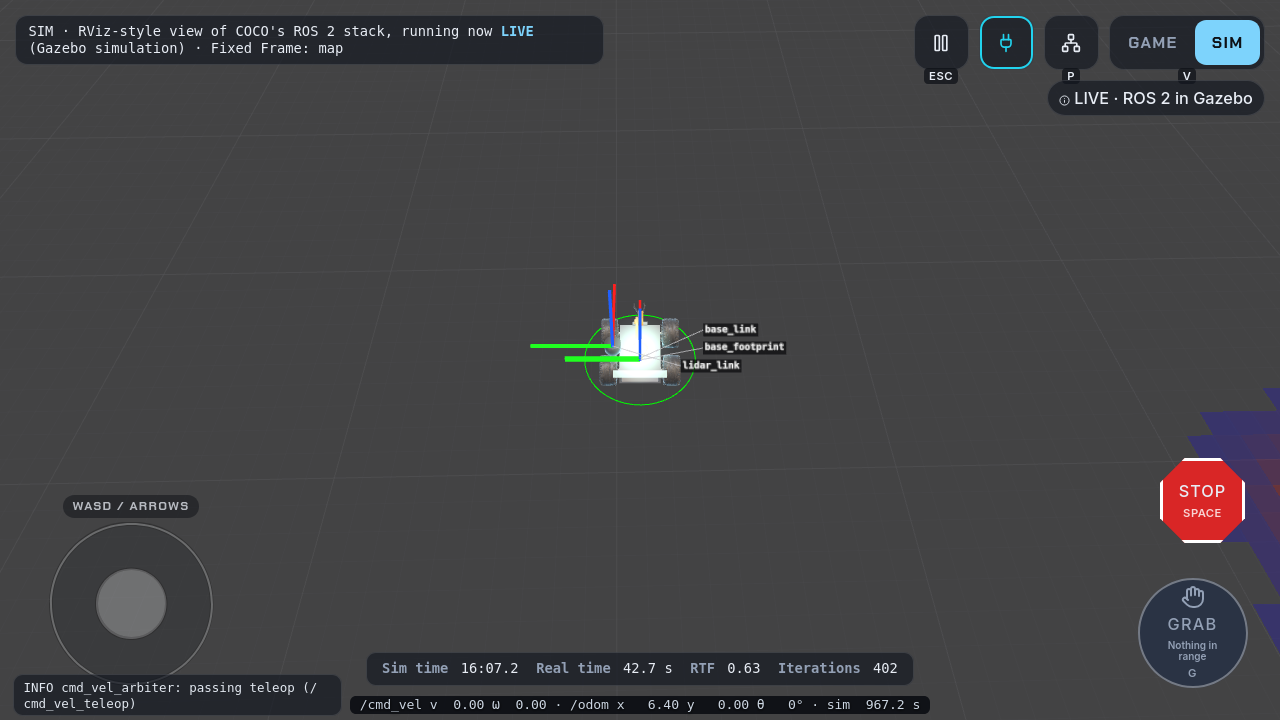 SIM · RViz-style view of COCO's ROS 2 stack, running now LIVE
(Gazebo simulation) · Fixed Frame: map
ESC
P
GAME
SIM
V
LIVE · ROS 2 in Gazebo
base_link
base_footprint
lidar_link
WASD / ARROWS
STOP
SPACE
GRAB
Nothing in
range
G
Sim time 16:07.2 Real time 42.7 s RTF 0.63 Iterations 402
INFO cmd_vel_arbiter: passing teleop (/
cmd_vel_teleop)
/cmd_vel v 0.00 ω 0.00 · /odom x 6.40 y 0.00 θ 0° · sim 967.2 s